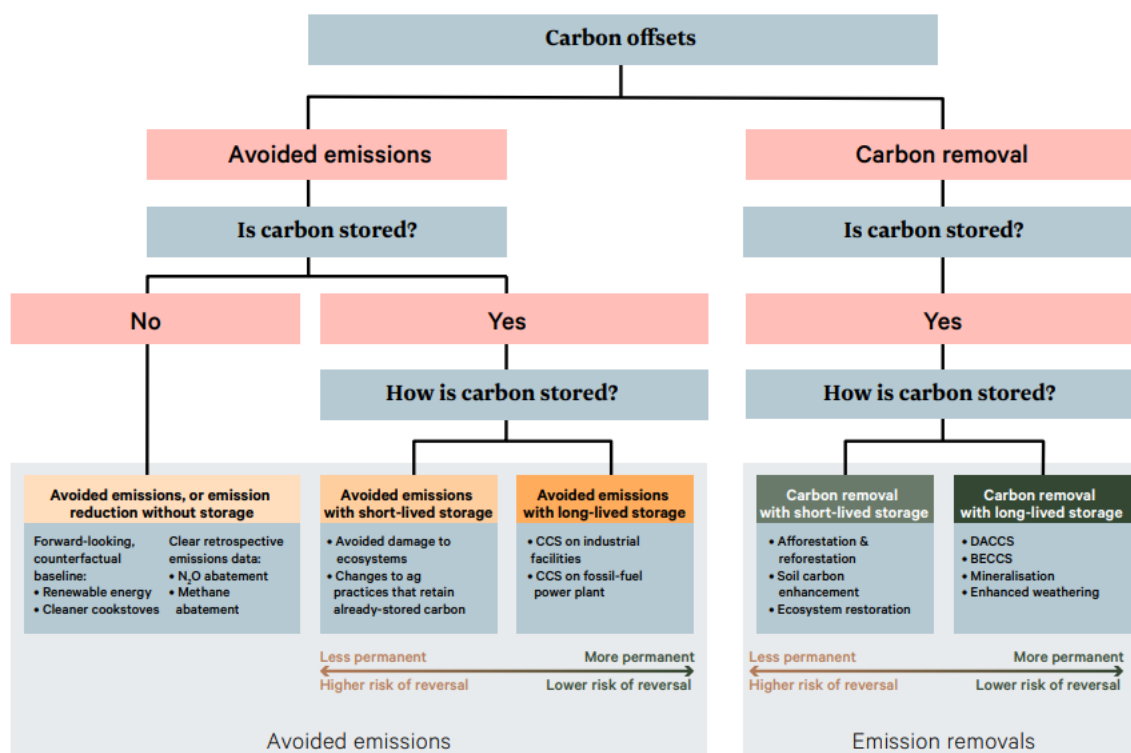 Carbon offsets
Avoided emissions
Carbon removal
Is carbon stored?
Is carbon stored?
No
Yes
Yes
How is carbon stored?
How is carbon stored?
Avoided emissions, or emission
reduction without storage
Forward-looking,
counterfactual
baseline:
• Renewable energy
• Cleaner cookstoves
Clear retrospective
emissions data:
• N₂O abatement
• Methane
abatement
Avoided emissions
with short-lived storage
• Avoided damage to
ecosystems
• Changes to ag
practices that retain
already-stored carbon
Avoided emissions
with long-lived storage
• CCS on industrial
facilities
• CCS on fossil-fuel
power plant
Carbon removal
with short-lived storage
• Afforestation &
reforestation
• Soil carbon
enhancement
• Ecosystem restoration
Carbon removal
with long-lived storage
• DACCS
• BECCS
• Mineralisation
• Enhanced weathering
Less permanent
More permanent
Higher risk of reversal
Lower risk of reversal
Less permanent
More permanent
Higher risk of reversal
Lower risk of reversal
Avoided emissions
Emission removals